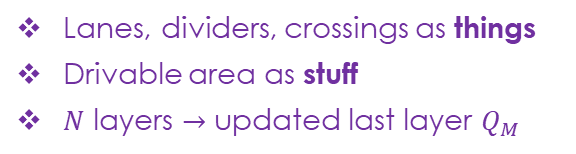 ❖ Lanes, dividers, crossings as things
❖ Drivable area as stuff
❖ N layers → updated last layer Q_M